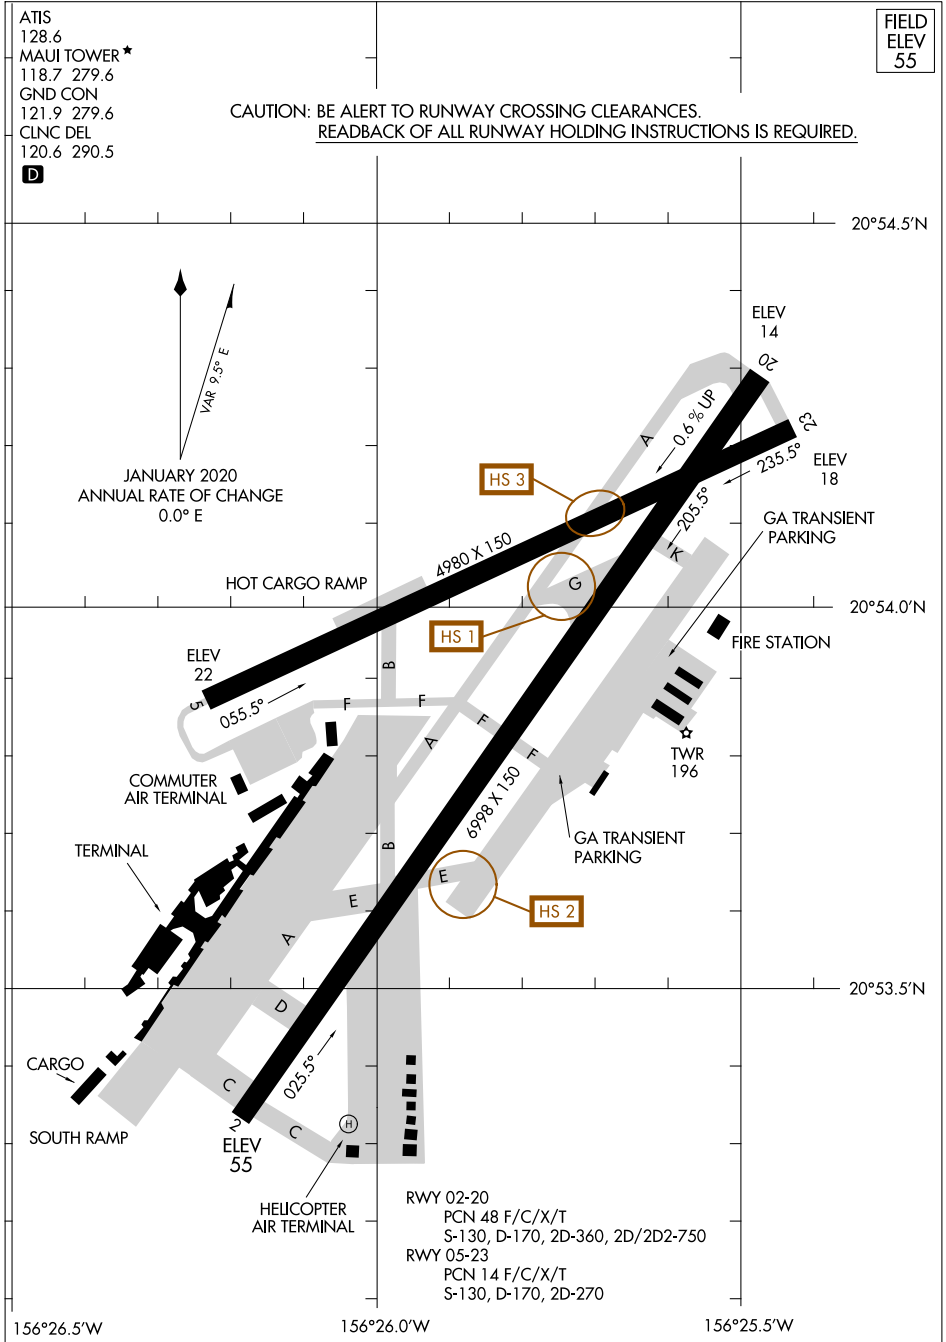 ATIS
128.6
MAUI TOWER★
118.7 279.6
GND CON
121.9 279.6
CLNC DEL
120.6 290.5
D
FIELD
ELEV
55
CAUTION: BE ALERT TO RUNWAY CROSSING CLEARANCES.
READBACK OF ALL RUNWAY HOLDING INSTRUCTIONS IS REQUIRED.
20°54.5'N
VAR 9.5° E
JANUARY 2020
ANNUAL RATE OF CHANGE
0.0° E
ELEV
14
20
23
0.6 % UP
A
235.5°
ELEV
18
205.5°
HS 3
GA TRANSIENT
PARKING
K
4980 X 150
HOT CARGO RAMP
G
20°54.0'N
HS 1
FIRE STATION
ELEV
22
5
055.5°
B
F
F
F
F
A
TWR
196
COMMUTER
AIR TERMINAL
6998 X 150
GA TRANSIENT
PARKING
TERMINAL
B
E
E
HS 2
A
D
20°53.5'N
025.5°
CARGO
C
C
2
H
SOUTH RAMP
ELEV
55
HELICOPTER
AIR TERMINAL
RWY 02-20
PCN 48 F/C/X/T
S-130, D-170, 2D-360, 2D/2D2-750
RWY 05-23
PCN 14 F/C/X/T
S-130, D-170, 2D-270
156°26.5'W
156°26.0'W
156°25.5'W